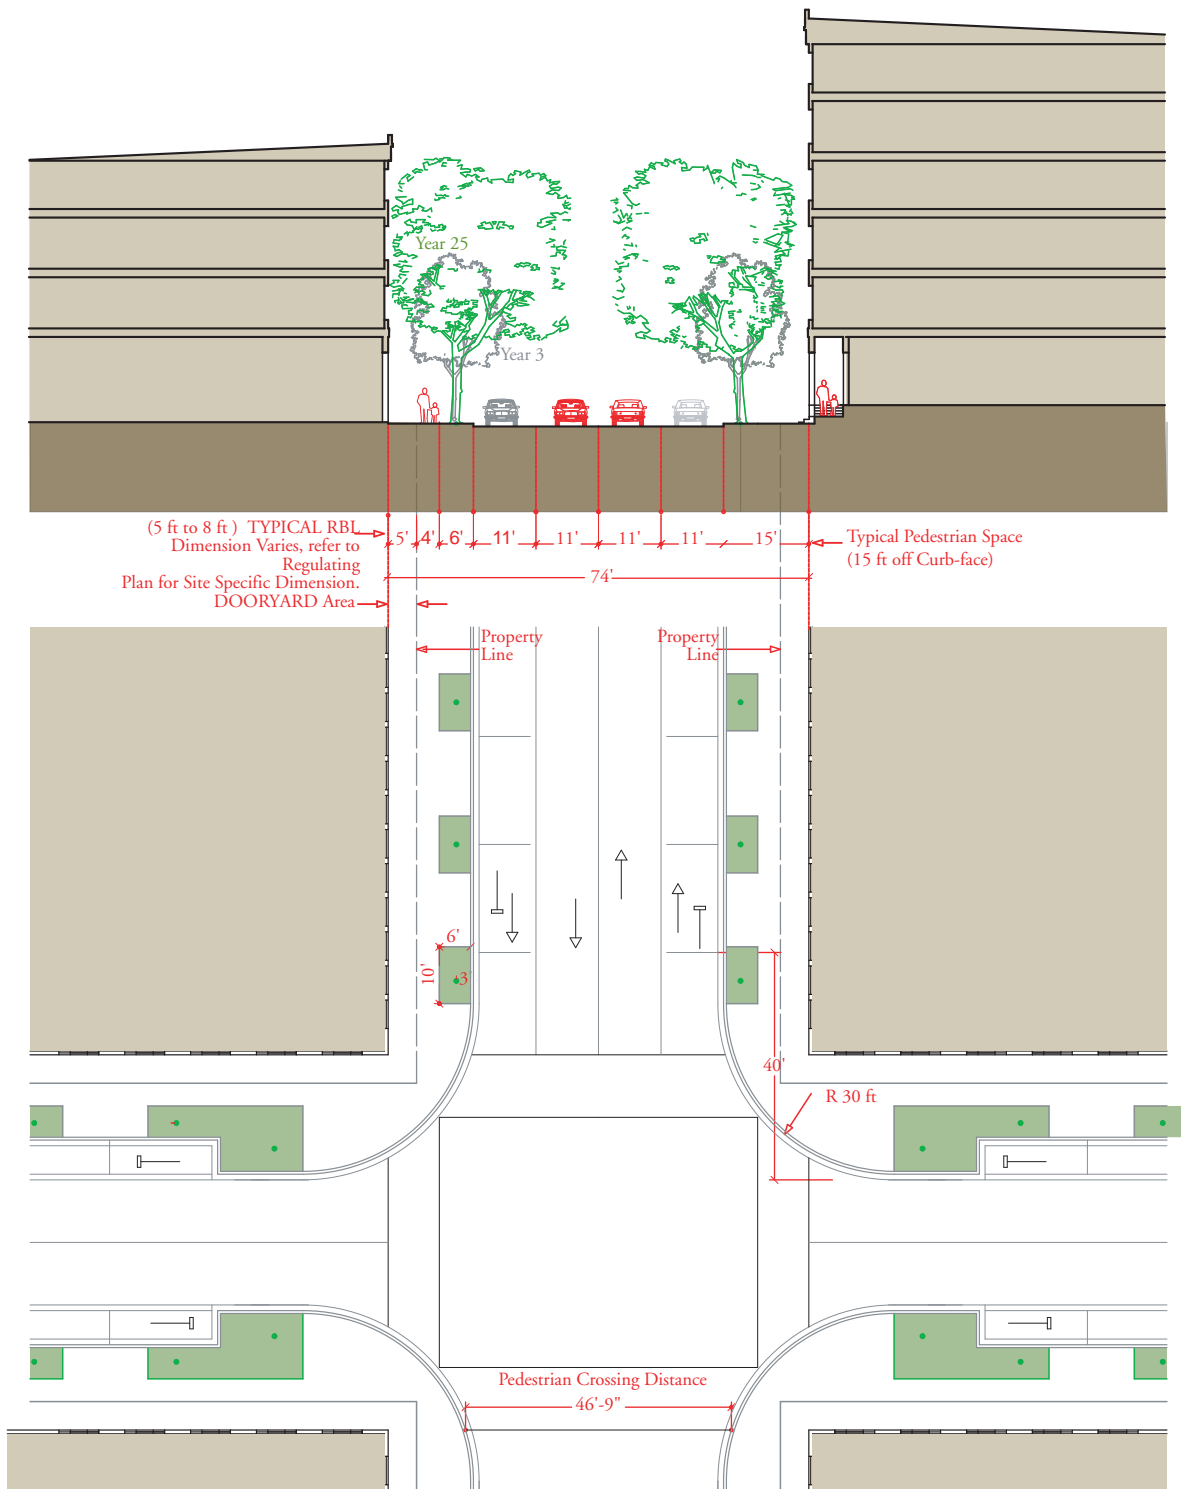 Year 25
Year 3
(5 ft to 8 ft ) TYPICAL RBL
Dimension Varies, refer to
Regulating
Plan for Site Specific Dimension.
DOORYARD Area
5' 4' 6' 11' 11' 11' 11' 15'
74'
Typical Pedestrian Space
(15 ft off Curb-face)
Property
Line
Property
Line
6'
10'
3'
40'
R 30 ft
Pedestrian Crossing Distance
46'-9"